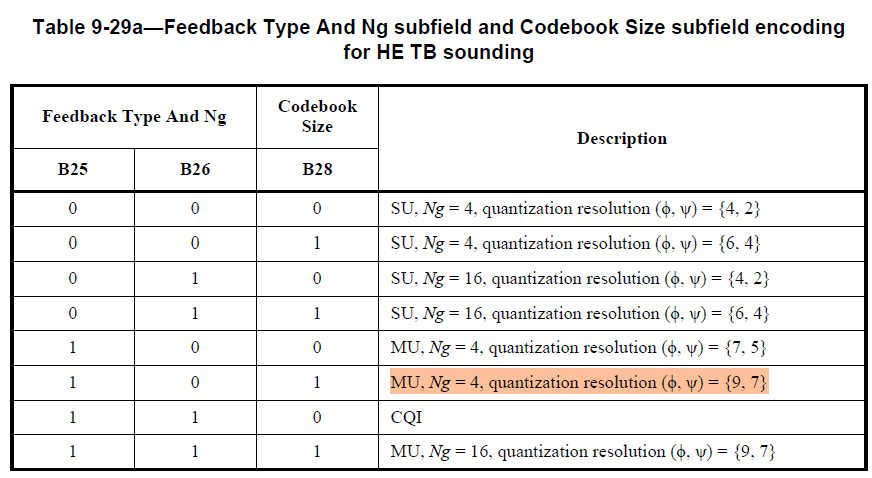 Table 9-29a—Feedback Type And Ng subfield and Codebook Size subfield encoding
for HE TB sounding
Feedback Type And Ng Codebook Size Description
B25 B26 B28
0 0 0 SU, Ng = 4, quantization resolution (ϕ, ψ) = {4, 2}
0 0 1 SU, Ng = 4, quantization resolution (ϕ, ψ) = {6, 4}
0 1 0 SU, Ng = 16, quantization resolution (ϕ, ψ) = {4, 2}
0 1 1 SU, Ng = 16, quantization resolution (ϕ, ψ) = {6, 4}
1 0 0 MU, Ng = 4, quantization resolution (ϕ, ψ) = {7, 5}
1 0 1 MU, Ng = 4, quantization resolution (ϕ, ψ) = {9, 7}
1 1 0 CQI
1 1 1 MU, Ng = 16, quantization resolution (ϕ, ψ) = {9, 7}